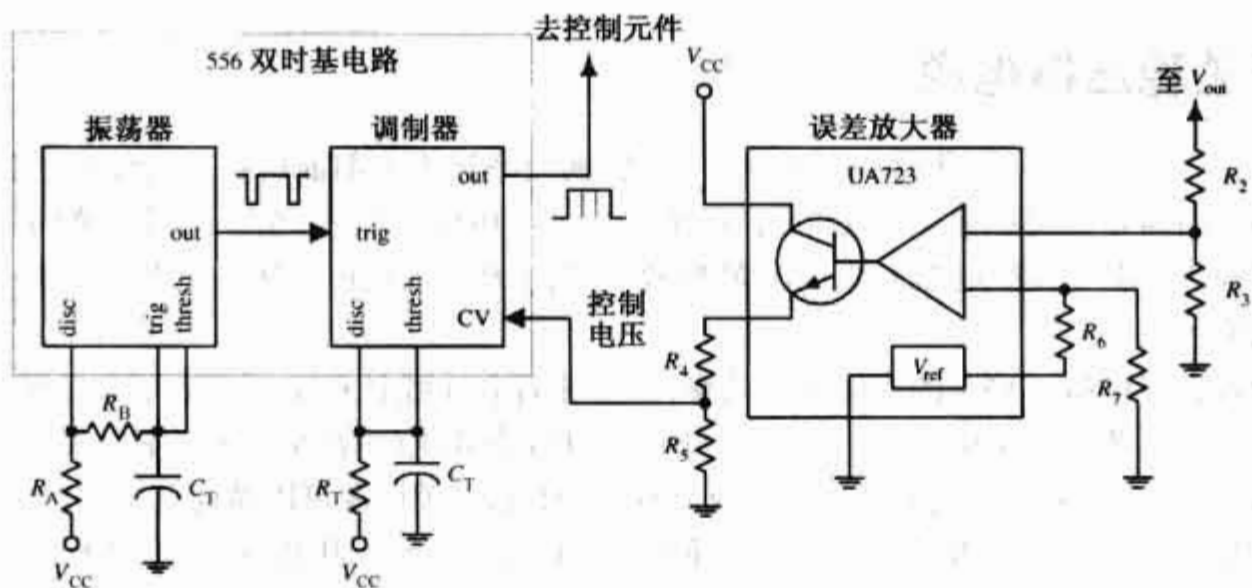 去控制元件
556 双时基电路
振荡器
调制器
out
out
trig
disc
trig
thresh
disc
thresh
CV
控制
电压
R_B
R_A
C_T
V_CC
R_T
C_T
V_CC
V_CC
误差放大器
UA723
V_ref
R_4
R_5
至 V_out
R_2
R_3
R_6
R_7